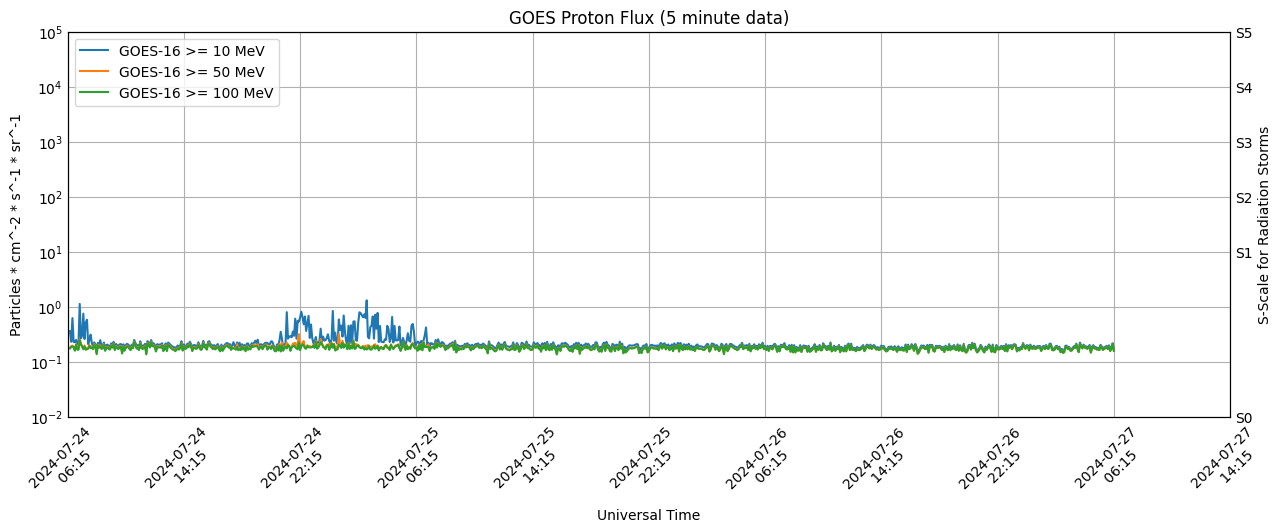 GOES Proton Flux (5 minute data)
GOES-16 >= 10 MeV
GOES-16 >= 50 MeV
GOES-16 >= 100 MeV
Particles * cm^-2 * s^-1 * sr^-1
10^5
10^4
10^3
10^2
10^1
10^0
10^-1
10^-2
S5
S4
S3
S2
S1
S0
S-Scale for Radiation Storms
2024-07-24
06:15
2024-07-24
14:15
2024-07-24
22:15
2024-07-25
06:15
2024-07-25
14:15
2024-07-25
22:15
2024-07-26
06:15
2024-07-26
14:15
2024-07-26
22:15
2024-07-27
06:15
2024-07-27
14:15
Universal Time